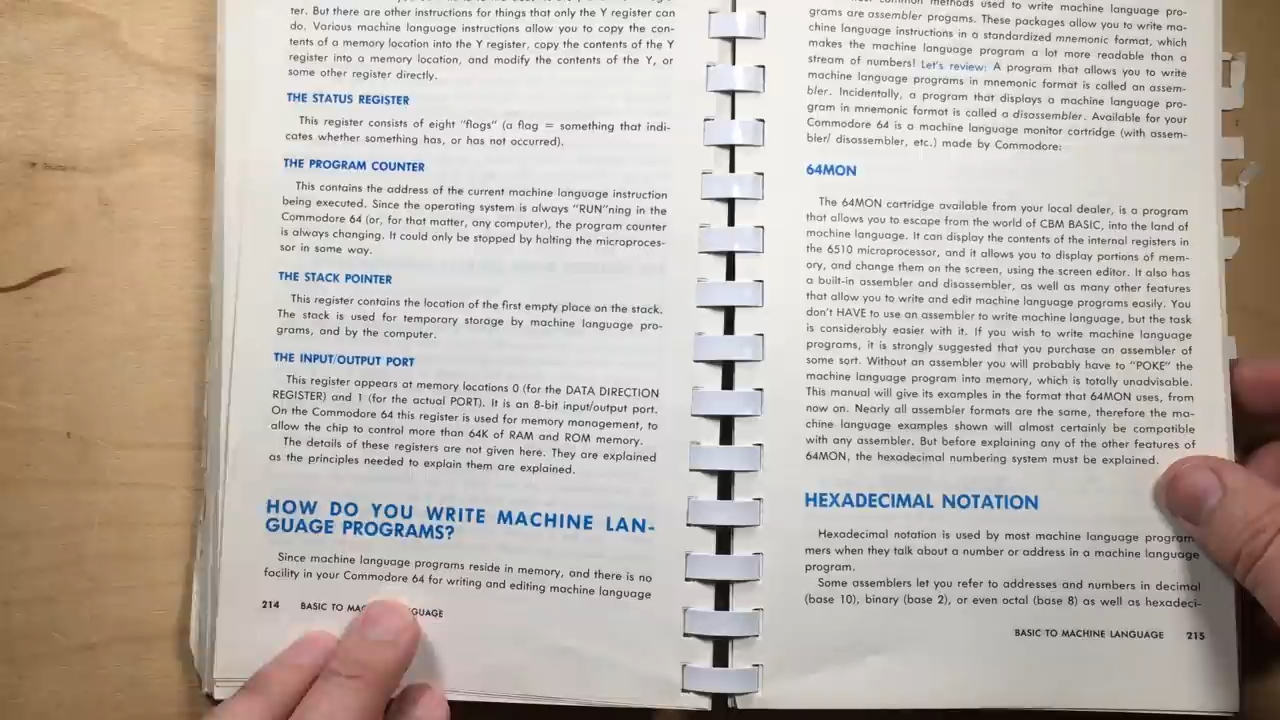 ter. But there are other instructions for things that only the Y register can
do. Various machine language instructions allow you to copy the con-
tents of a memory location into the Y register, copy the contents of the Y
register into a memory location, and modify the contents of the Y, or
some other register directly.
THE STATUS REGISTER
This register consists of eight "flags" (a flag = something that indi-
cates whether something has, or has not occurred).
THE PROGRAM COUNTER
This contains the address of the current machine language instruction
being executed. Since the operating system is always "RUN"ning in the
Commodore 64 (or, for that matter, any computer), the program counter
is always changing. It could only be stopped by halting the microproces-
sor in some way.
THE STACK POINTER
This register contains the location of the first empty place on the stack.
The stack is used for temporary storage by machine language pro-
grams, and by the computer.
THE INPUT/OUTPUT PORT
This register appears at memory locations 0 (for the DATA DIRECTION
REGISTER) and 1 (for the actual PORT). It is an 8-bit input/output port.
On the Commodore 64 this register is used for memory management, to
allow the chip to control more than 64K of RAM and ROM memory.
The details of these registers are not given here. They are explained
as the principles needed to explain them are explained.
HOW DO YOU WRITE MACHINE LAN-
GUAGE PROGRAMS?
Since machine language programs reside in memory, and there is no
facility in your Commodore 64 for writing and editing machine language
214 BASIC TO MAC GUAGE
common methods used to write machine language pro-
grams are assembler progams. These packages allow you to write ma-
chine language instructions in a standardized mnemonic format, which
makes the machine language program a lot more readable than a
stream of numbers! Let's review: A program that allows you to write
machine language programs in mnemonic format is called an assem-
bler. Incidentally, a program that displays a machine language pro-
gram in mnemonic format is called a disassembler. Available for your
Commodore 64 is a machine language monitor cartridge (with assem-
bler/ disassembler, etc.) made by Commodore:
64MON
The 64MON cartridge available from your local dealer, is a program
that allows you to escape from the world of CBM BASIC, into the land of
machine language. It can display the contents of the internal registers in
the 6510 microprocessor, and it allows you to display portions of mem-
ory, and change them on the screen, using the screen editor. It also has
a built-in assembler and disassembler, as well as many other features
that allow you to write and edit machine language programs easily. You
don't HAVE to use an assembler to write machine language, but the task
is considerably easier with it. If you wish to write machine language
programs, it is strongly suggested that you purchase an assembler of
some sort. Without an assembler you will probably have to "POKE" the
machine language program into memory, which is totally unadvisable.
This manual will give its examples in the format that 64MON uses, from
now on. Nearly all assembler formats are the same, therefore the ma-
chine language examples shown will almost certainly be compatible
with any assembler. But before explaining any of the other features of
64MON, the hexadecimal numbering system must be explained.
HEXADECIMAL NOTATION
Hexadecimal notation is used by most machine language program-
mers when they talk about a number or address in a machine language
program.
Some assemblers let you refer to addresses and numbers in decimal
(base 10), binary (base 2), or even octal (base 8) as well as hexadeci-
BASIC TO MACHINE LANGUAGE 215